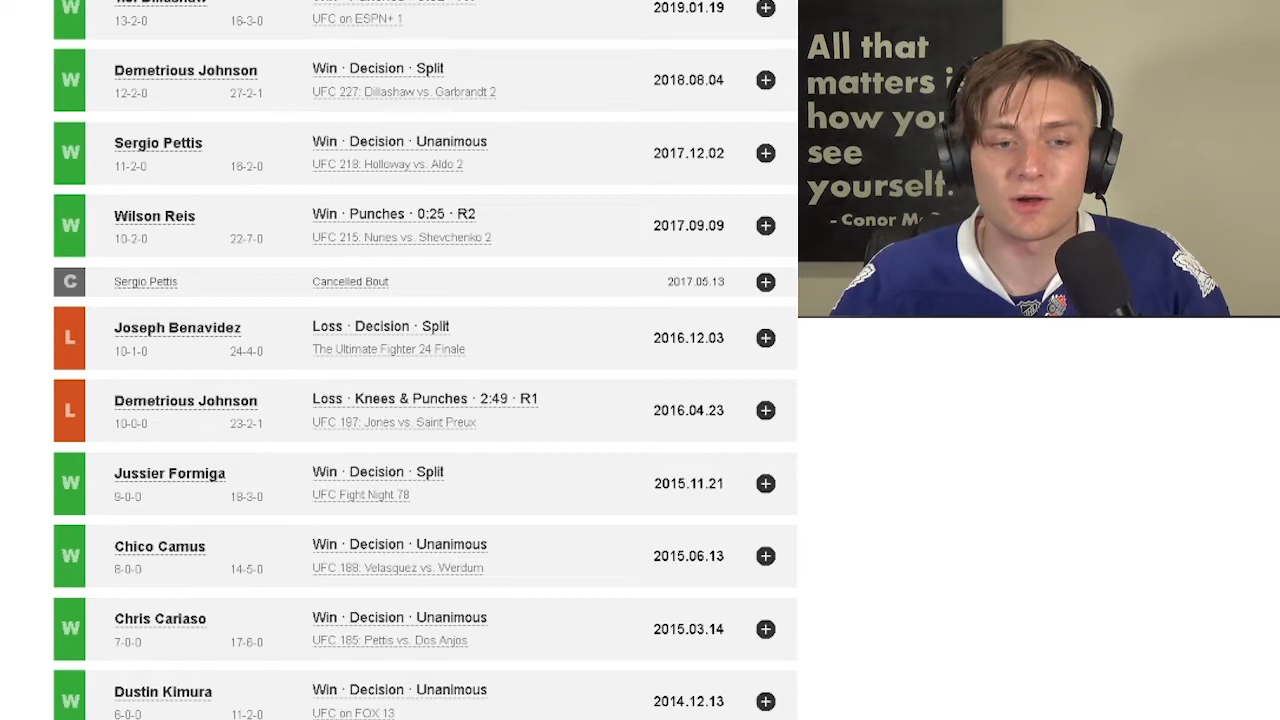 W
13-2-0 16-3-0 UFC on ESPN+ 1 2019.01.19
W
Demetrious Johnson Win · Decision · Split
12-2-0 27-2-1 UFC 227: Dillashaw vs. Garbrandt 2 2018.08.04
W
Sergio Pettis Win · Decision · Unanimous
11-2-0 16-2-0 UFC 218: Holloway vs. Aldo 2 2017.12.02
W
Wilson Reis Win · Punches · 0:25 · R2
10-2-0 22-7-0 UFC 215: Nunes vs. Shevchenko 2 2017.09.09
C Sergio Pettis Cancelled Bout 2017.05.13
L
Joseph Benavidez Loss · Decision · Split
10-1-0 24-4-0 The Ultimate Fighter 24 Finale 2016.12.03
L
Demetrious Johnson Loss · Knees & Punches · 2:49 · R1
10-0-0 23-2-1 UFC 197: Jones vs. Saint Preux 2016.04.23
W
Jussier Formiga Win · Decision · Split
9-0-0 18-3-0 UFC Fight Night 78 2015.11.21
W
Chico Camus Win · Decision · Unanimous
8-0-0 14-5-0 UFC 188: Velasquez vs. Werdum 2015.06.13
W
Chris Cariaso Win · Decision · Unanimous
7-0-0 17-6-0 UFC 185: Pettis vs. Dos Anjos 2015.03.14
W
Dustin Kimura Win · Decision · Unanimous
6-0-0 11-2-0 UFC on FOX 13 2014.12.13
All that
matters
how you
see
yourself.
- Conor